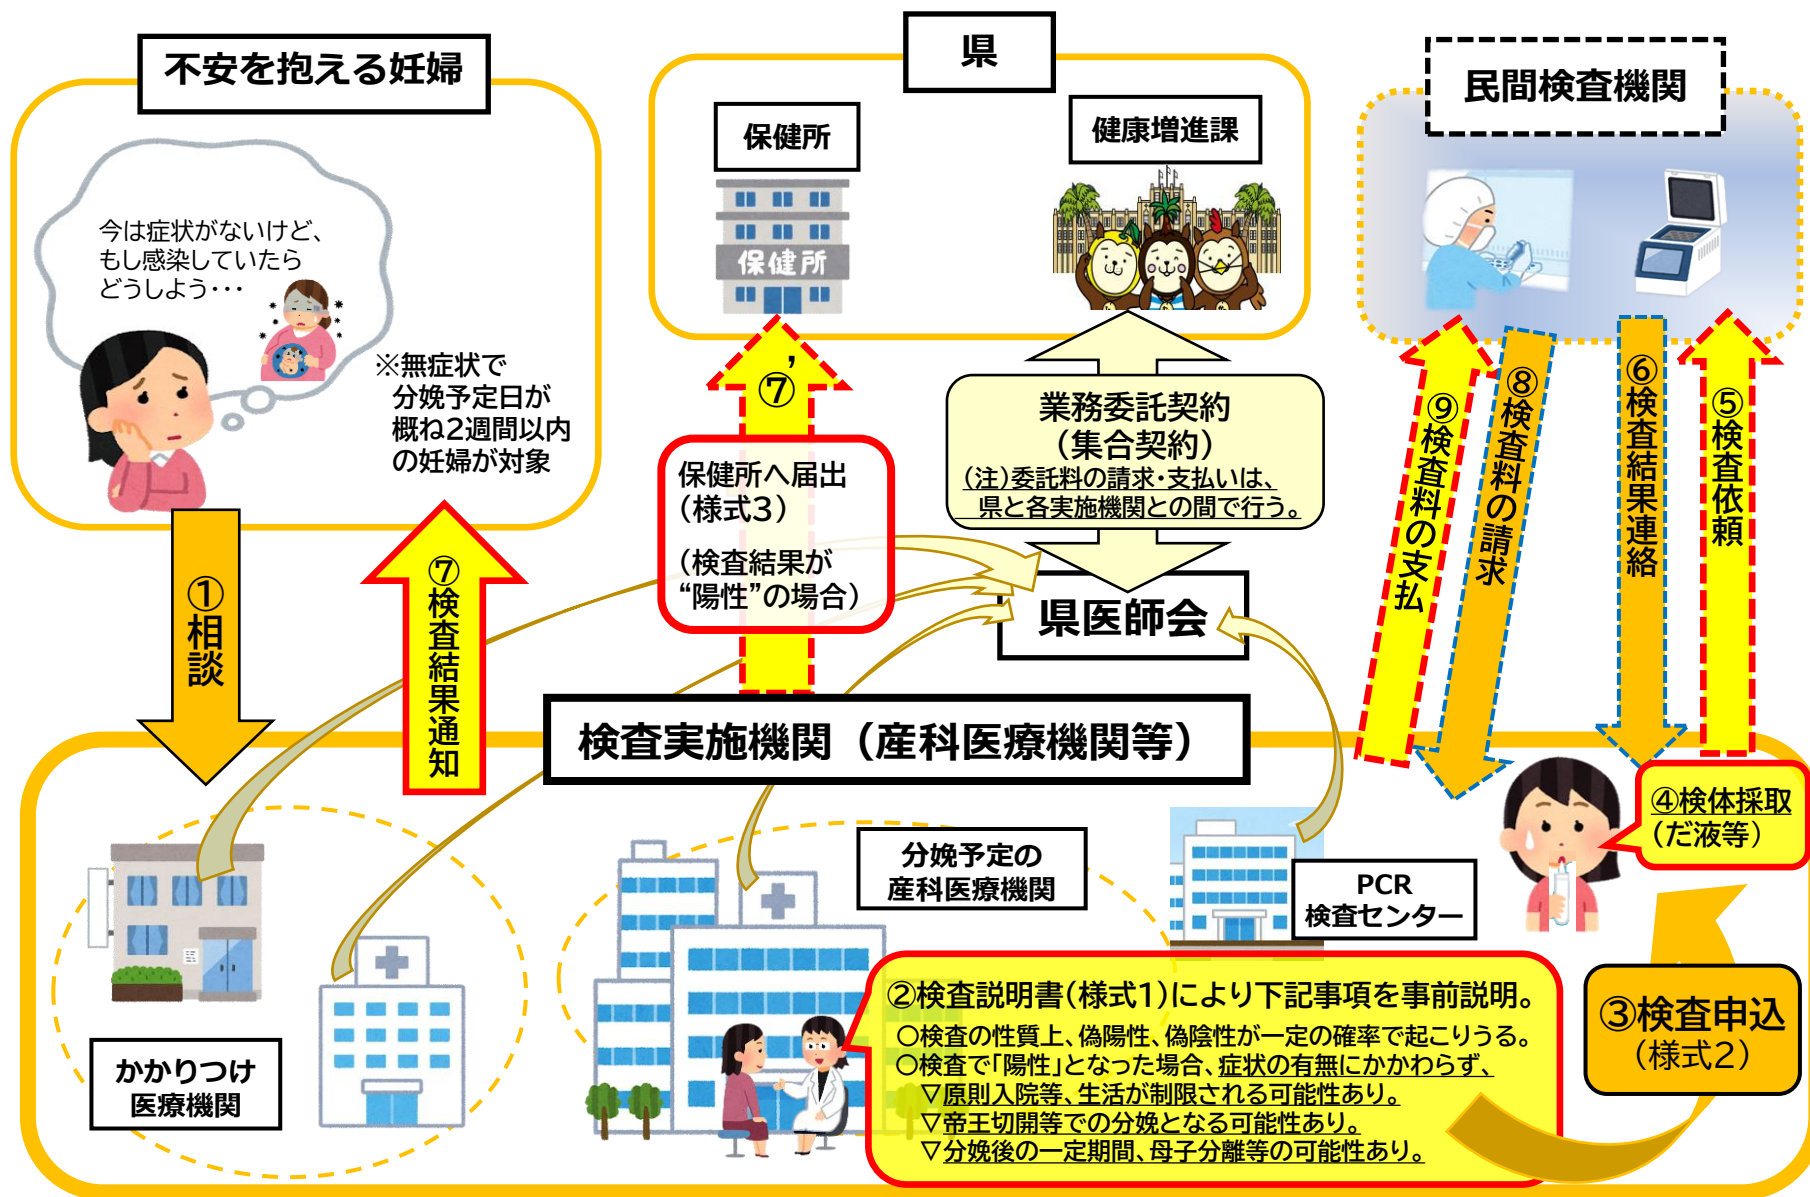 不安を抱える妊婦
今は症状がないけど、
もし感染していたら
どうしよう・・・
※無症状で
分娩予定日が
概ね2週間以内
の妊婦が対象
県
保健所
保健所
健康増進課
民間検査機関
①相談
⑦検査結果通知
⑦’
保健所へ届出
(様式3)
(検査結果が
“陽性”の場合)
業務委託契約
(集合契約)
(注)委託料の請求・支払いは、
県と各実施機関との間で行う。
県医師会
⑨検査料の支払
⑧検査料の請求
⑥検査結果連絡
⑤検査依頼
検査実施機関（産科医療機関等）
かかりつけ
医療機関
分娩予定の
産科医療機関
PCR
検査センター
④検体採取
(だ液等)
②検査説明書(様式1)により下記事項を事前説明。
○検査の性質上、偽陽性、偽陰性が一定の確率で起こりうる。
○検査で「陽性」となった場合、症状の有無にかかわらず、
▽原則入院等、生活が制限される可能性あり。
▽帝王切開等での分娩となる可能性あり。
▽分娩後の一定期間、母子分離等の可能性あり。
③検査申込
(様式2)